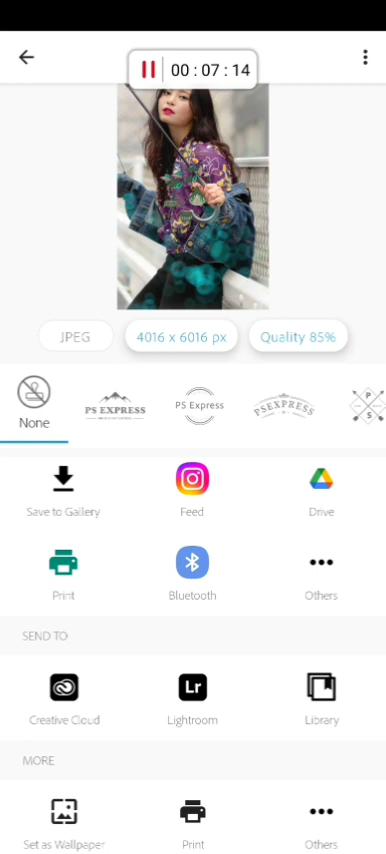 00 : 07 : 14
JPEG
4016 x 6016 px
Quality 85%
None
PS EXPRESS
PS Express
PSEXPRESS
P
S
Save to Gallery
Feed
Drive
Print
Bluetooth
Others
SEND TO
Lr
Creative Cloud
Lightroom
Library
MORE
Set as Wallpaper
Print
Others